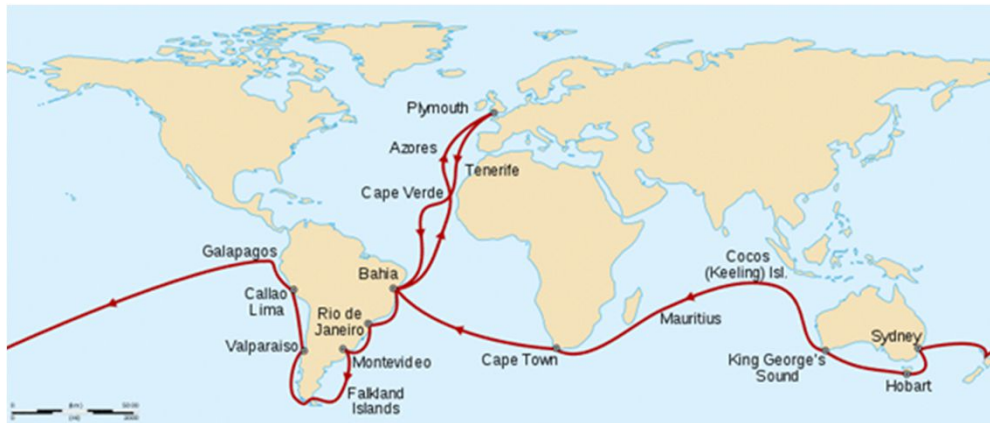 Plymouth
Azores
Tenerife
Cape Verde
Galapagos
Bahia
Cocos
(Keeling) Isl.
Callao
Lima
Rio de
Janeiro
Mauritius
Valparaiso
Montevideo
Cape Town
King George's
Sound
Sydney
Hobart
Falkland
Islands